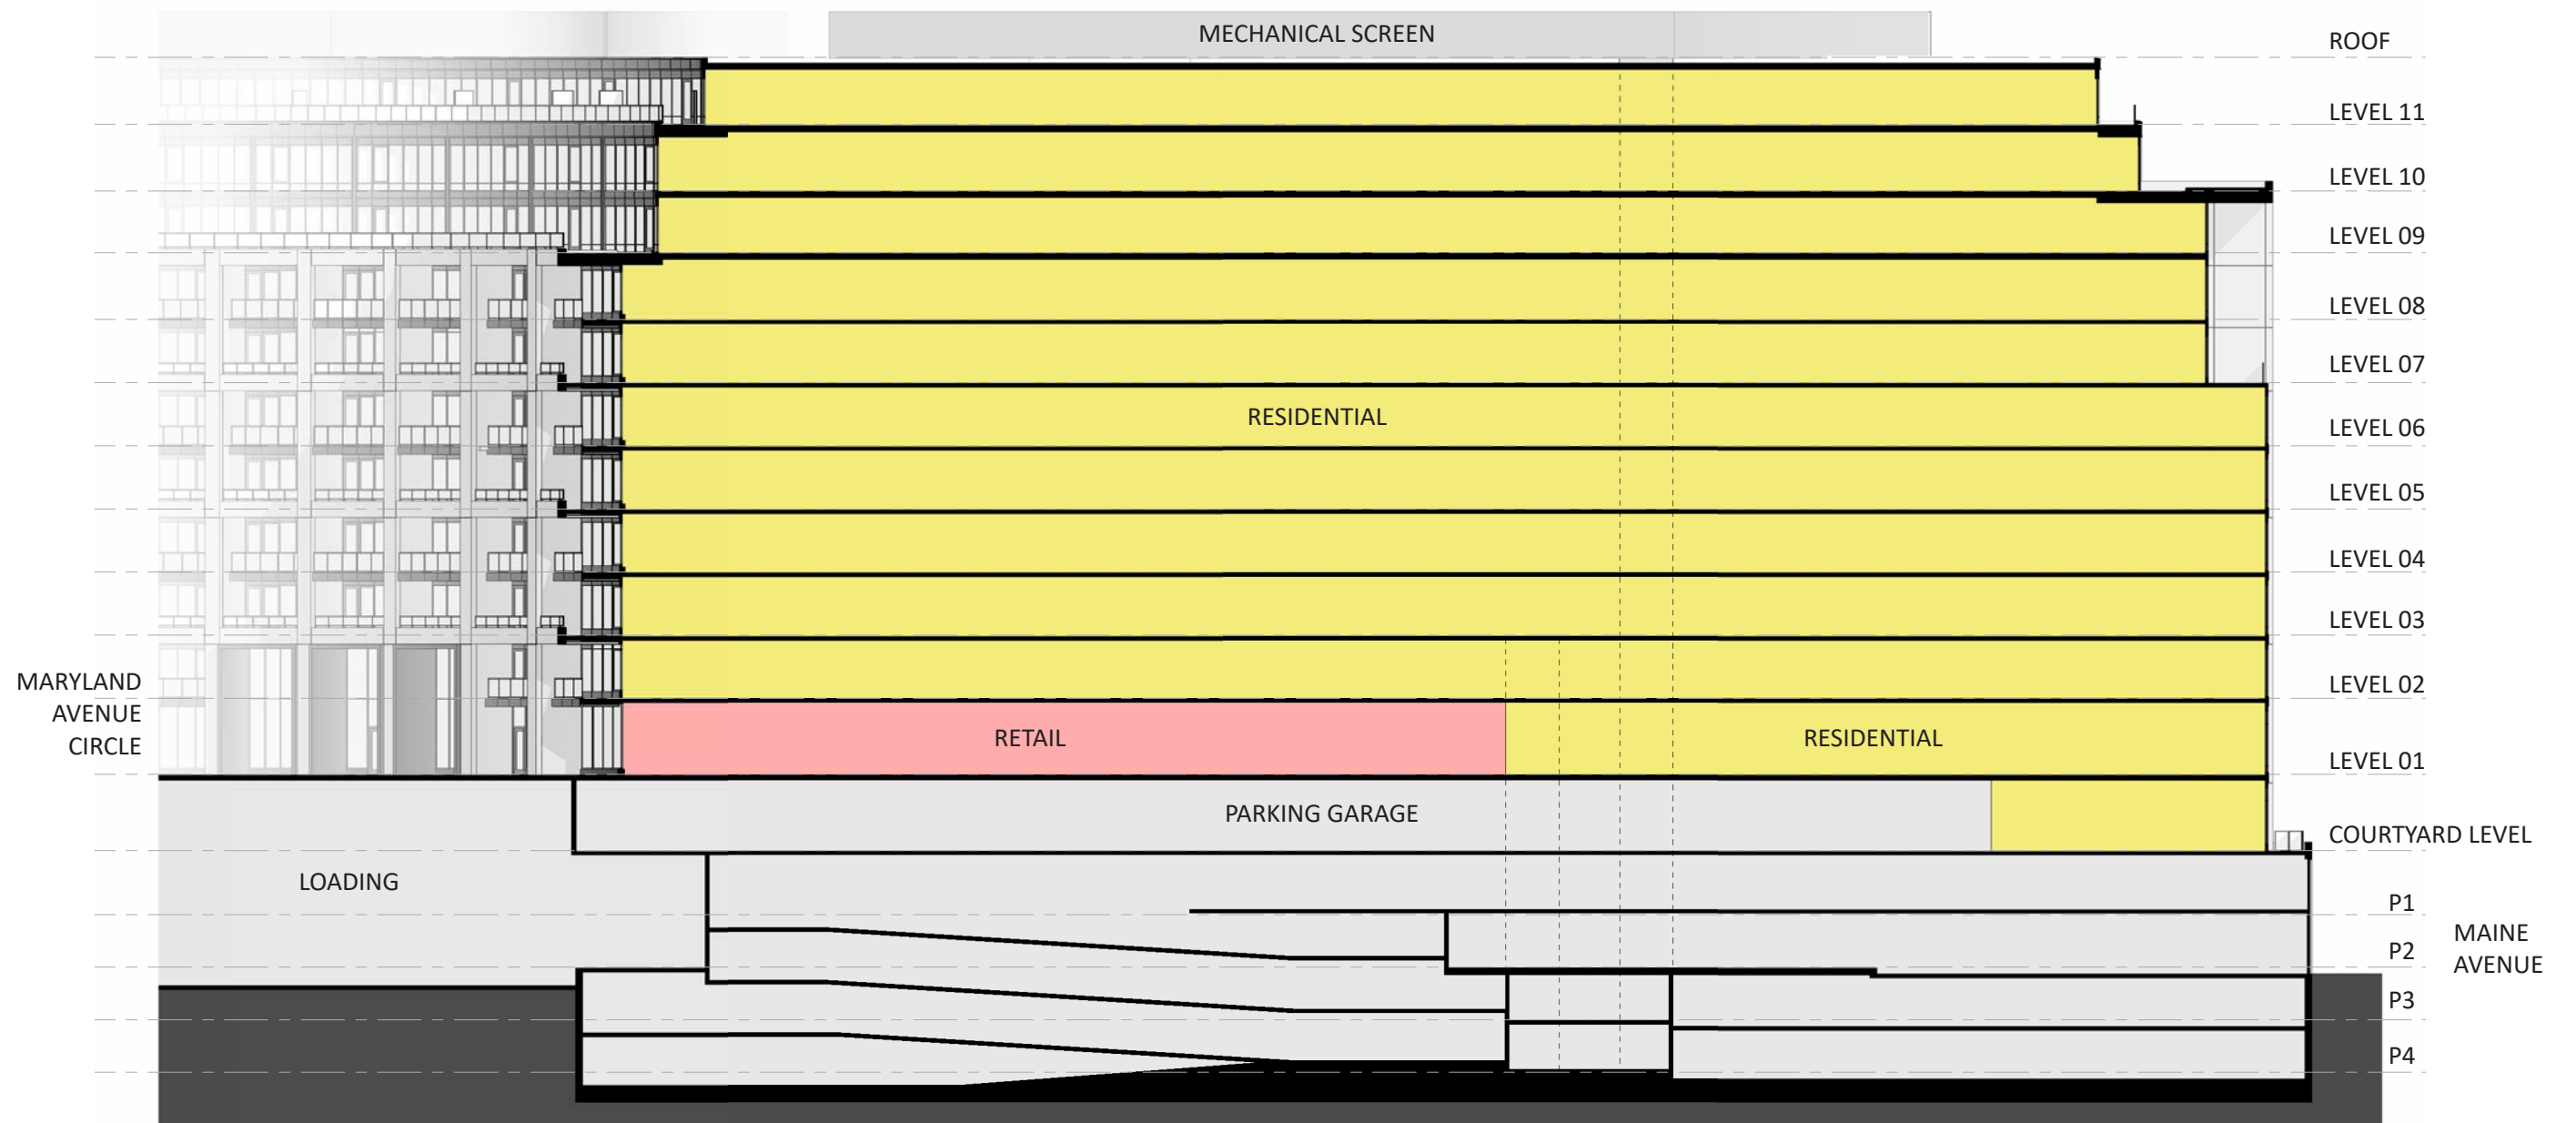 MECHANICAL SCREEN
ROOF
LEVEL 11
LEVEL 10
LEVEL 09
LEVEL 08
LEVEL 07
RESIDENTIAL
LEVEL 06
LEVEL 05
LEVEL 04
LEVEL 03
MARYLAND
AVENUE
CIRCLE
LEVEL 02
RETAIL
RESIDENTIAL
LEVEL 01
PARKING GARAGE
COURTYARD LEVEL
LOADING
P1
MAINE
AVENUE
P2
P3
P4